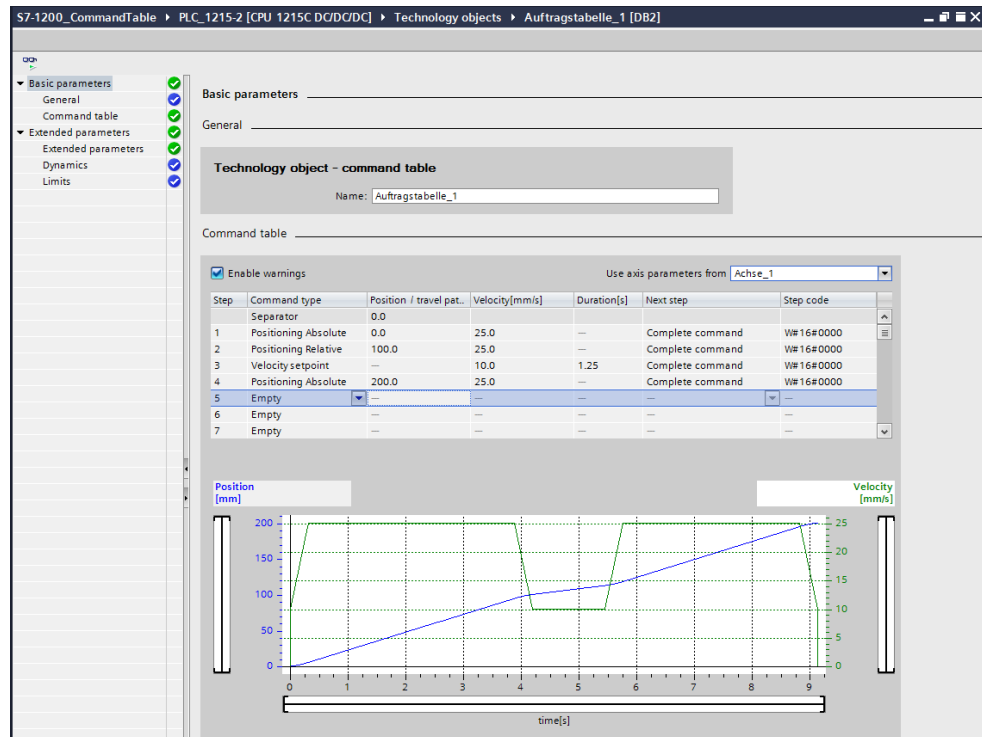 S7-1200_CommandTable ▸ PLC_1215-2 [CPU 1215C DC/DC/DC] ▸ Technology objects ▸ Auftragstabelle_1 [DB2]
Basic parameters
General
Command table
Extended parameters
Extended parameters
Dynamics
Limits
Basic parameters
General
Technology object - command table
Name: Auftragstabelle_1
Command table
Enable warnings Use axis parameters from Achse_1
Step Command type Position / travel pat.. Velocity[mm/s] Duration[s] Next step Step code
Separator 0.0
1 Positioning Absolute 0.0 25.0 — Complete command W#16#0000
2 Positioning Relative 100.0 25.0 — Complete command W#16#0000
3 Velocity setpoint — 10.0 1.25 Complete command W#16#0000
4 Positioning Absolute 200.0 25.0 — Complete command W#16#0000
5 Empty — — — — —
6 Empty — — — — —
7 Empty — — — — —
Position Velocity
[mm] [mm/s]
200 25
20
150
15
100
10
50
5
0 0
0 1 2 3 4 5 6 7 8 9
time[s]